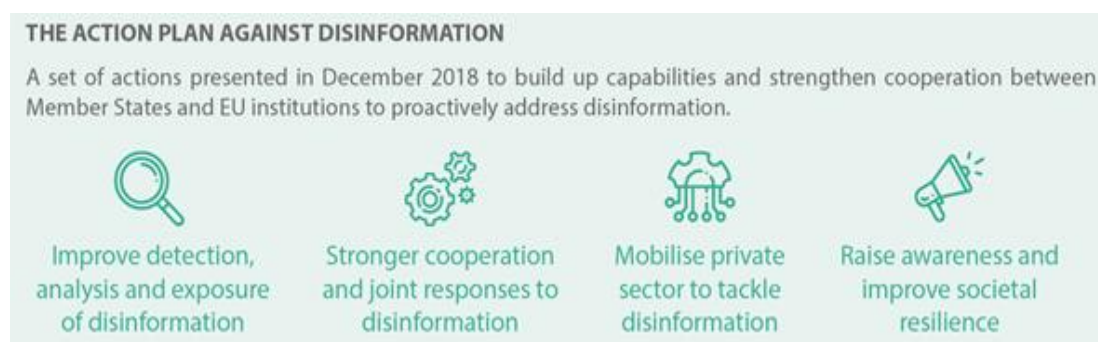 THE ACTION PLAN AGAINST DISINFORMATION
A set of actions presented in December 2018 to build up capabilities and strengthen cooperation between
Member States and EU institutions to proactively address disinformation.
Improve detection,
analysis and exposure
of disinformation
Stronger cooperation
and joint responses to
disinformation
Mobilise private
sector to tackle
disinformation
Raise awareness and
improve societal
resilience